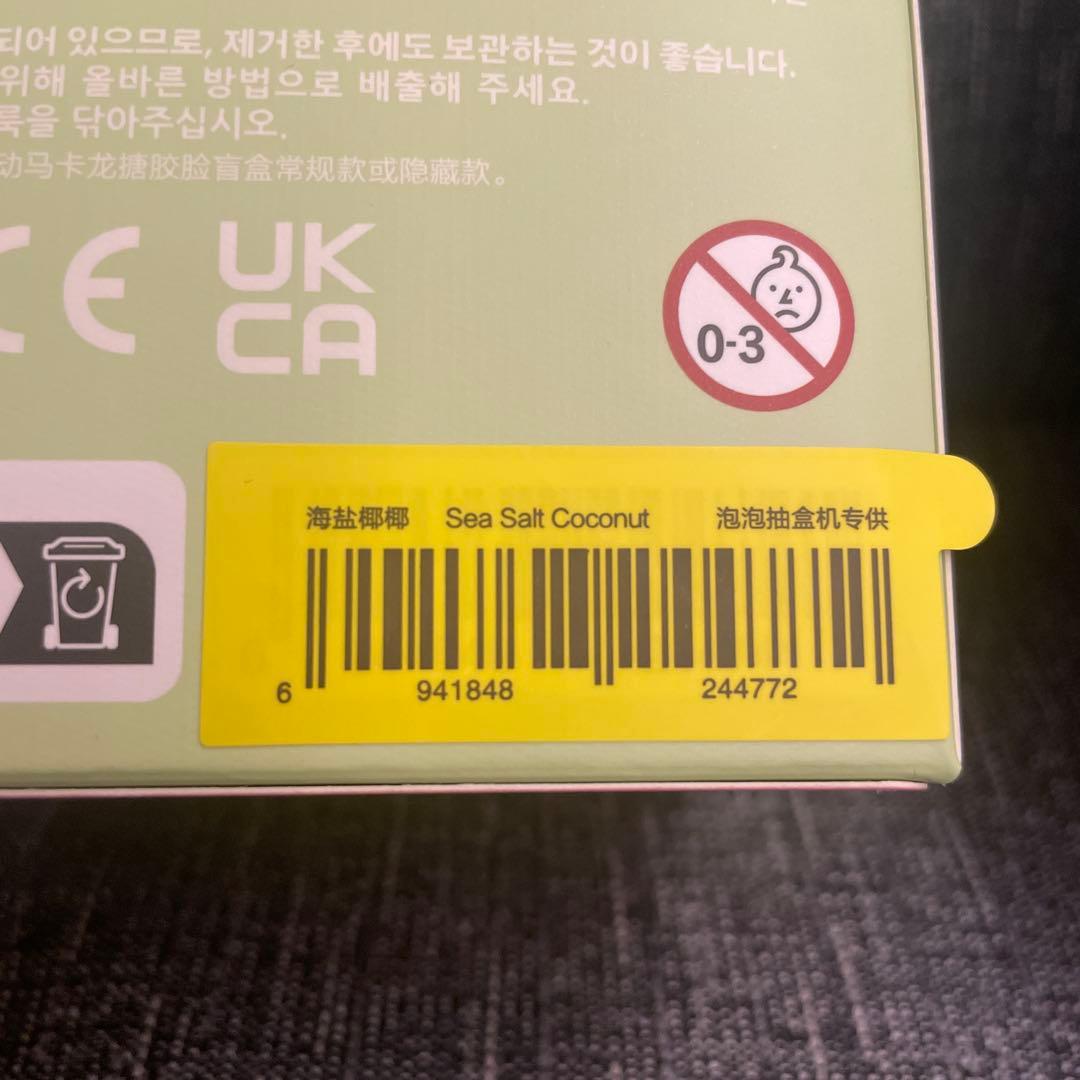 되어 있으므로, 제거한 후에도 보관하는 것이 좋습니다.
위해 올바른 방법으로 배출해 주세요.
룩을 닦아주십시오.
动马卡龙搪胶脸盲盒常规款或隐藏款。
CE
UK
CA
0-3
海盐椰椰 Sea Salt Coconut 泡泡抽盒机专供
6 941848 244772